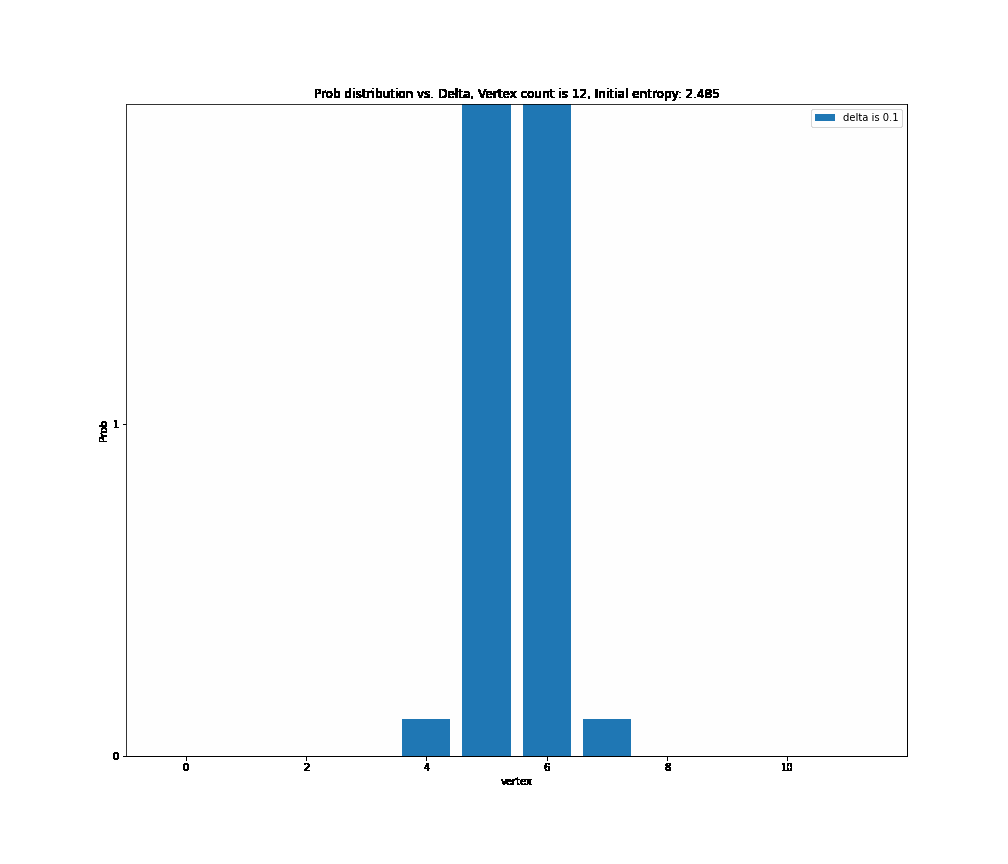 Prob distribution vs. Delta, Vertex count is 12, Initial entropy: 2.485
delta is 0.1
Prob
1
0
0 2 4 6 8 10
vertex